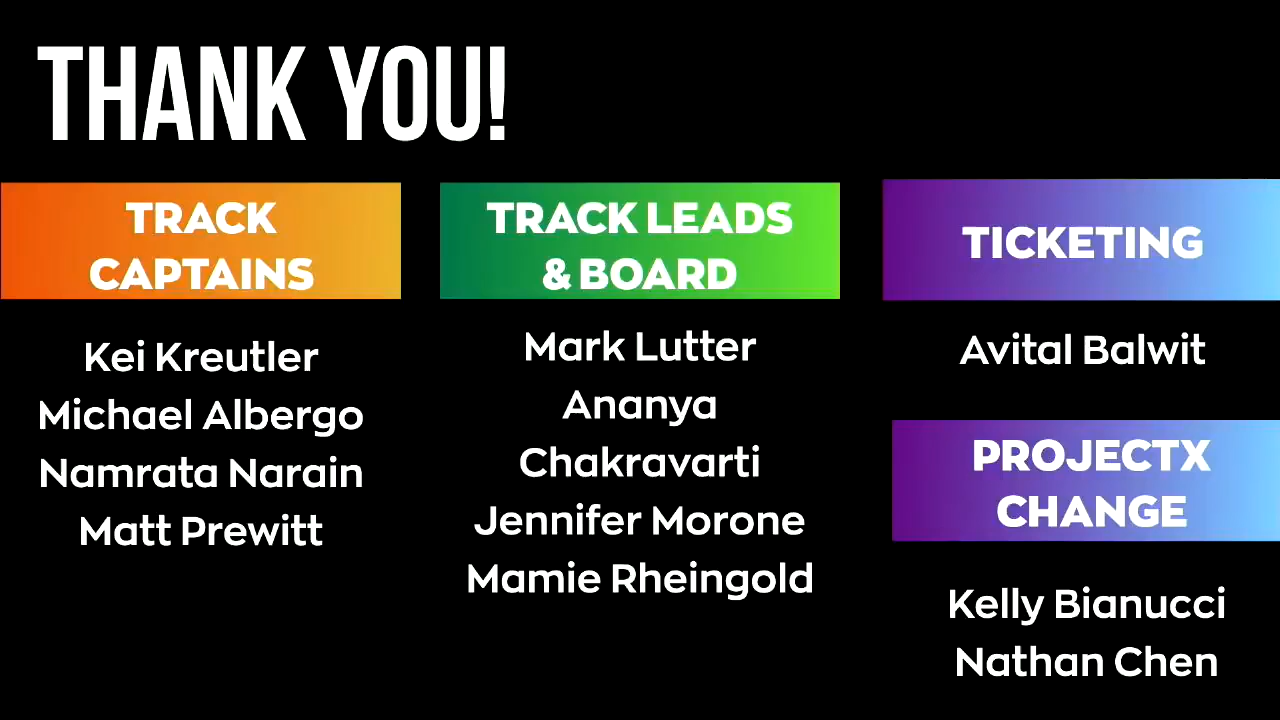 THANK YOU!
TRACK
CAPTAINS
Kei Kreutler
Michael Albergo
Namrata Narain
Matt Prewitt
TRACK LEADS
& BOARD
Mark Lutter
Ananya
Chakravarti
Jennifer Morone
Mamie Rheingold
TICKETING
Avital Balwit
PROJECTX
CHANGE
Kelly Bianucci
Nathan Chen